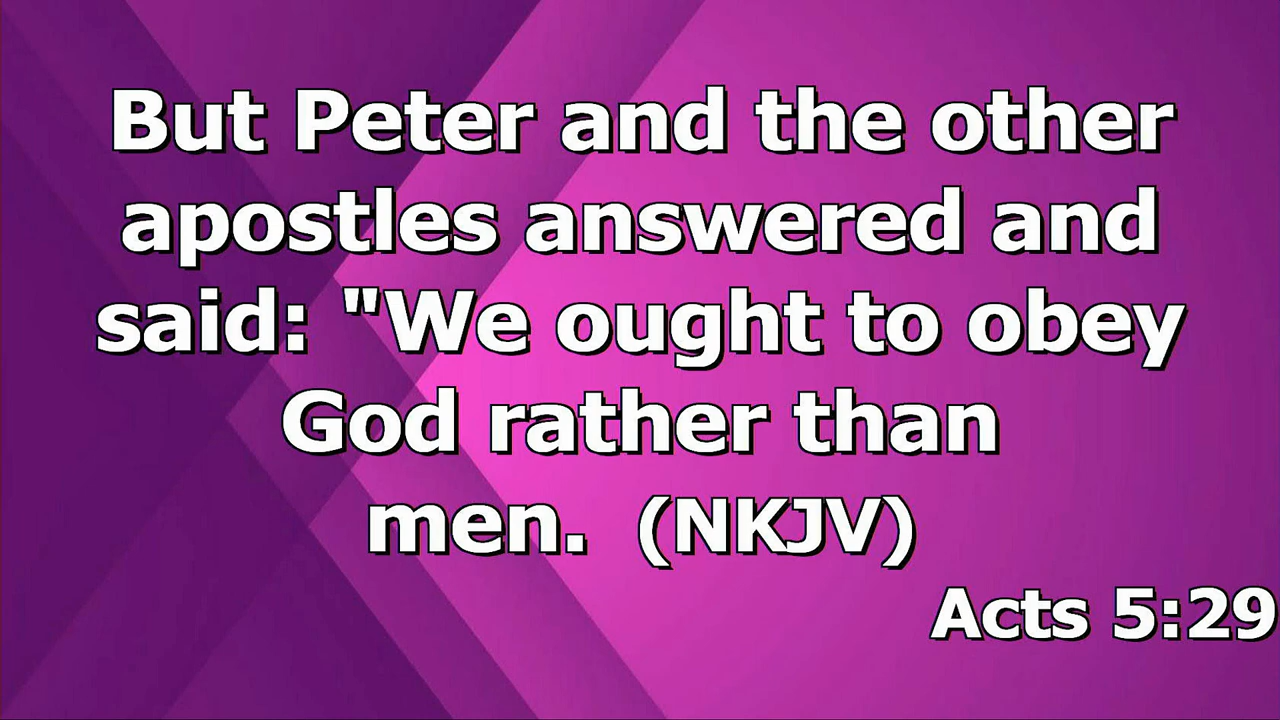 But Peter and the other
apostles answered and
said: "We ought to obey
God rather than
men.  (NKJV)
Acts 5:29